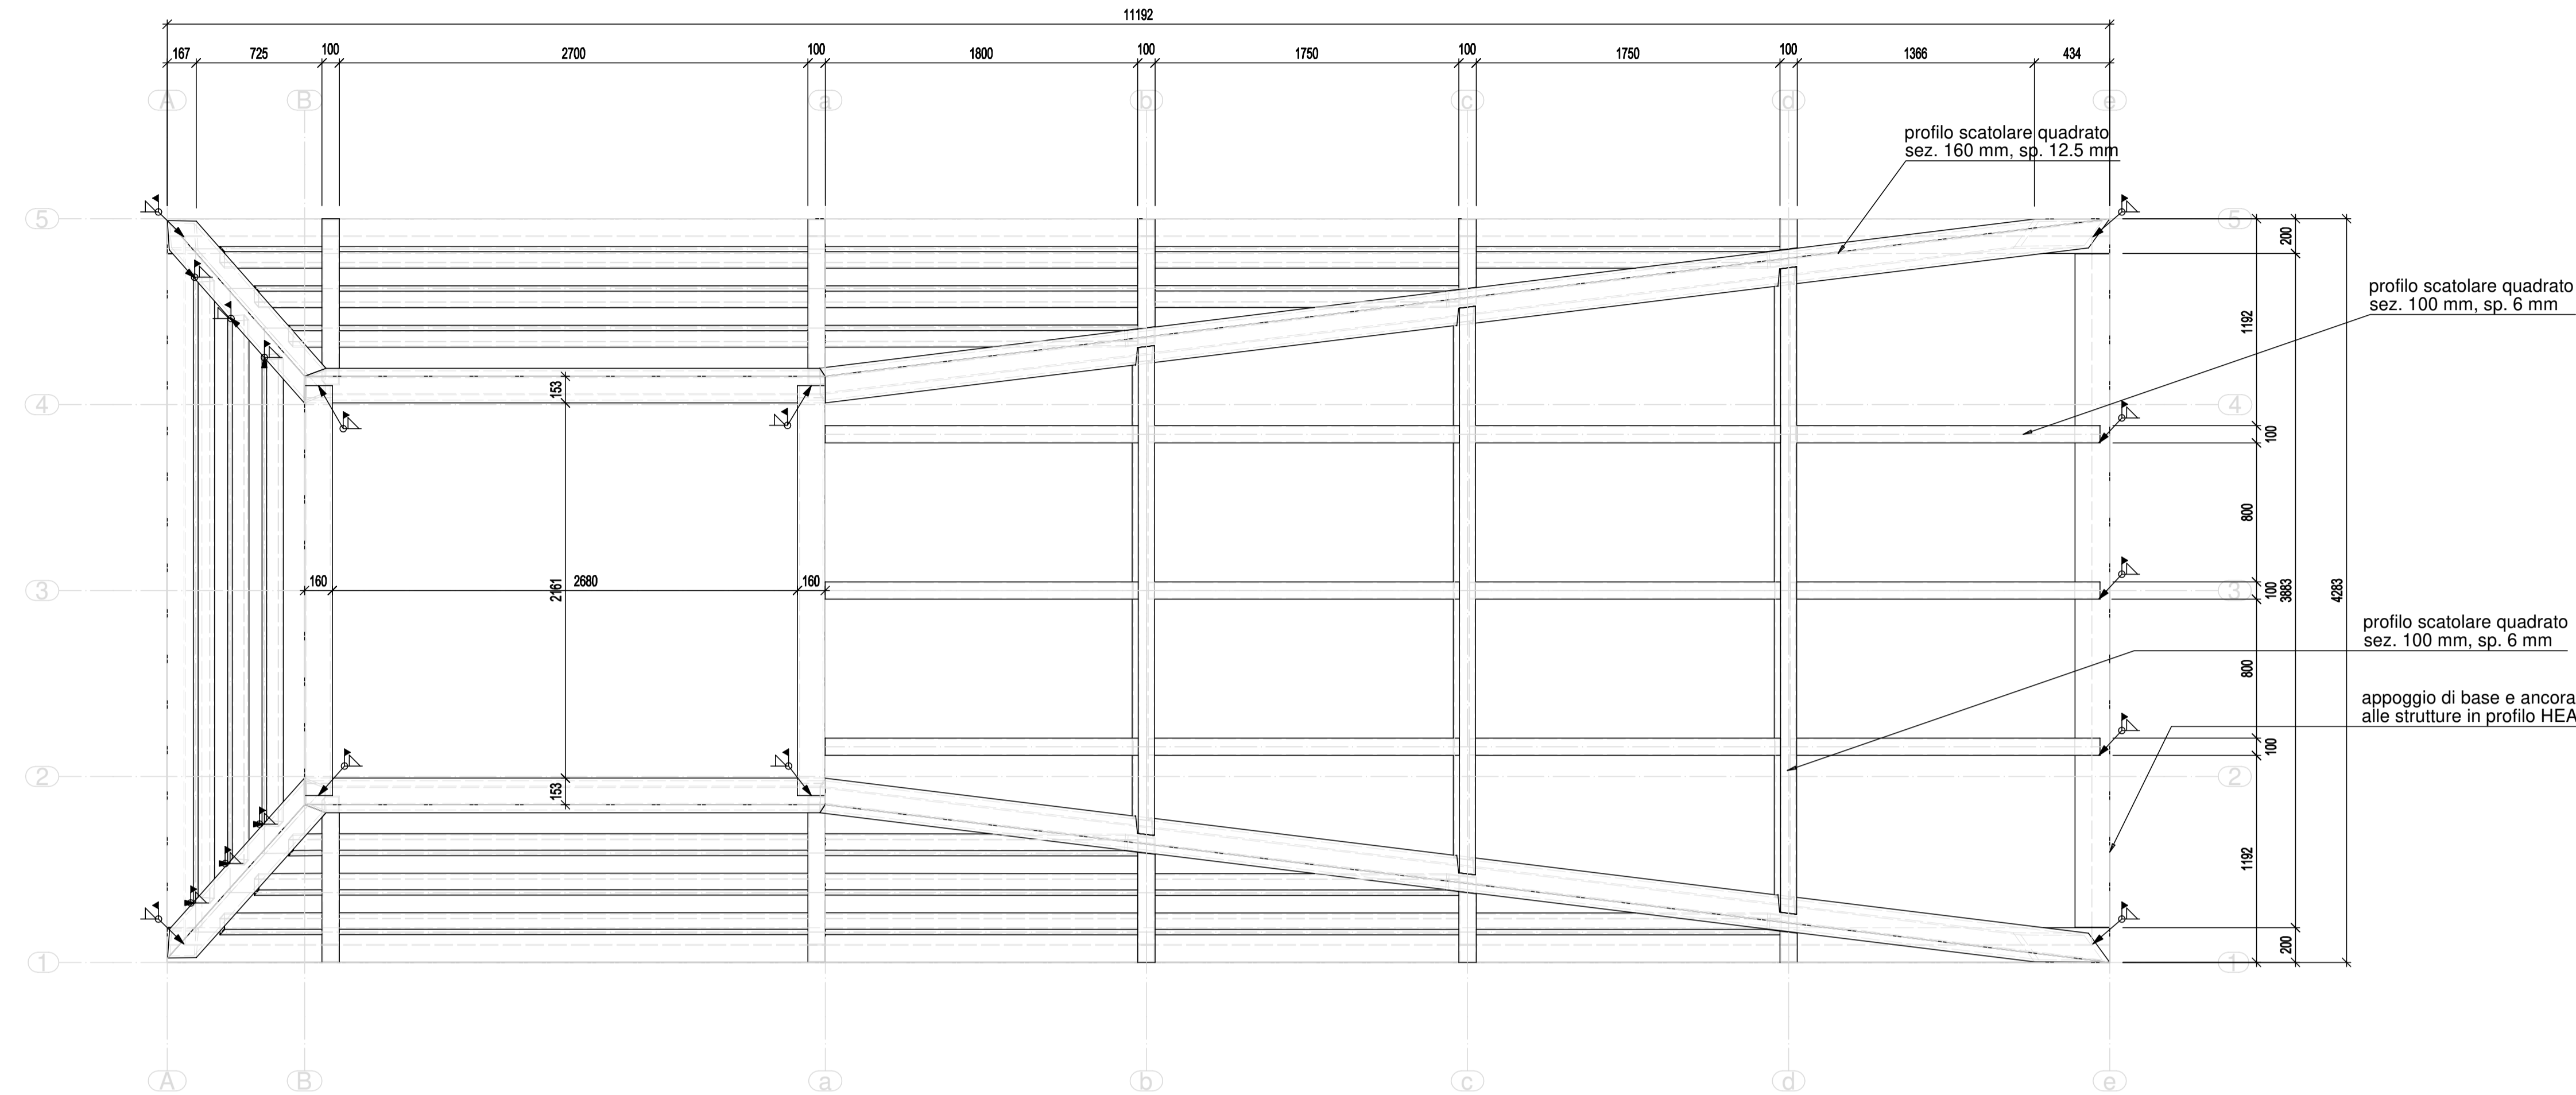 11192
167 725 100 2700 100 1800 100 1750 100 1750 100 1366 434
A B a b c d e
profilo scatolare quadrato
sez. 160 mm, sp. 12.5 mm
5 5
200
profilo scatolare quadrato
sez. 100 mm, sp. 6 mm
1192
153
4 4
100
800
160 2680 160
2161
3 3
100 3883 4283
profilo scatolare quadrato
sez. 100 mm, sp. 6 mm
800
appoggio di base e ancora
alle strutture in profilo HEA
100
2 2
153
1192
200
1 1
A B a b c d e